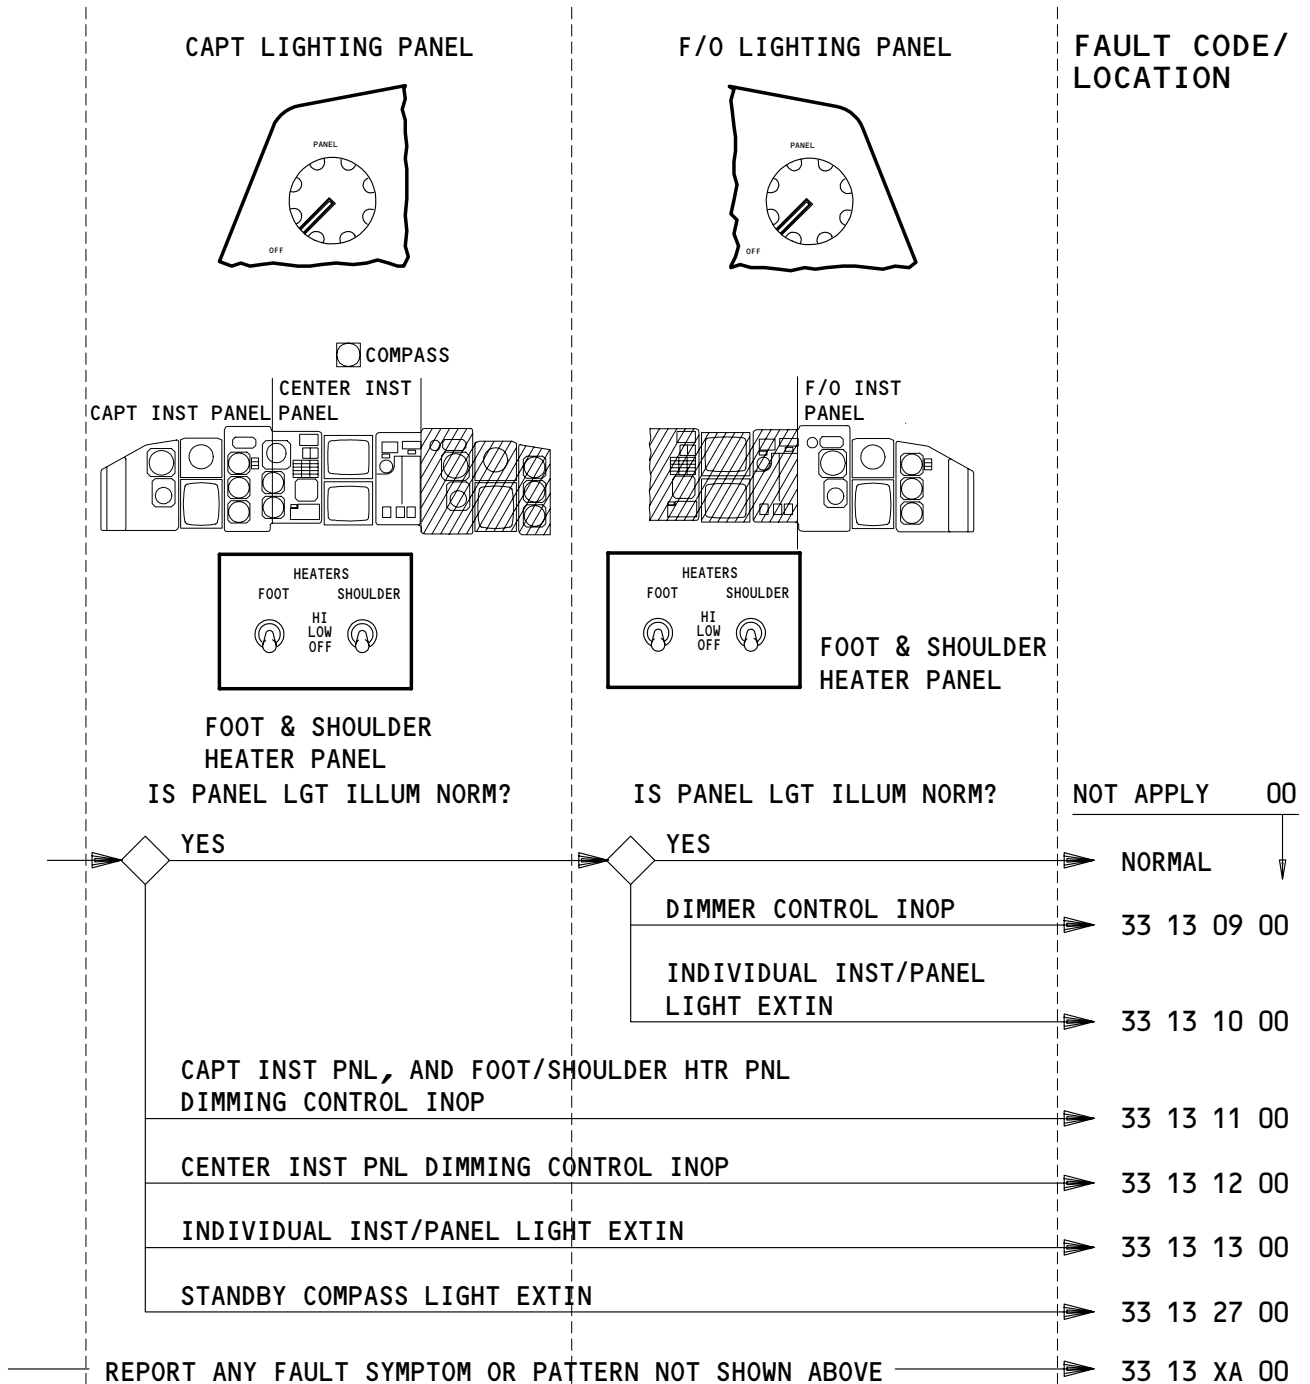 CAPT LIGHTING PANEL
F/O LIGHTING PANEL
FAULT CODE/
LOCATION
PANEL
OFF
PANEL
OFF
COMPASS
CENTER INST
PANEL
CAPT INST PANEL
F/O INST
PANEL
HEATERS
FOOT SHOULDER
HI
LOW
OFF
FOOT & SHOULDER
HEATER PANEL
HEATERS
FOOT SHOULDER
HI
LOW
OFF
FOOT & SHOULDER
HEATER PANEL
IS PANEL LGT ILLUM NORM?
IS PANEL LGT ILLUM NORM?
NOT APPLY 00
YES
YES
NORMAL
DIMMER CONTROL INOP
33 13 09 00
INDIVIDUAL INST/PANEL
LIGHT EXTIN
33 13 10 00
CAPT INST PNL, AND FOOT/SHOULDER HTR PNL
DIMMING CONTROL INOP
33 13 11 00
CENTER INST PNL DIMMING CONTROL INOP
33 13 12 00
INDIVIDUAL INST/PANEL LIGHT EXTIN
33 13 13 00
STANDBY COMPASS LIGHT EXTIN
33 13 27 00
REPORT ANY FAULT SYMPTOM OR PATTERN NOT SHOWN ABOVE
33 13 XA 00